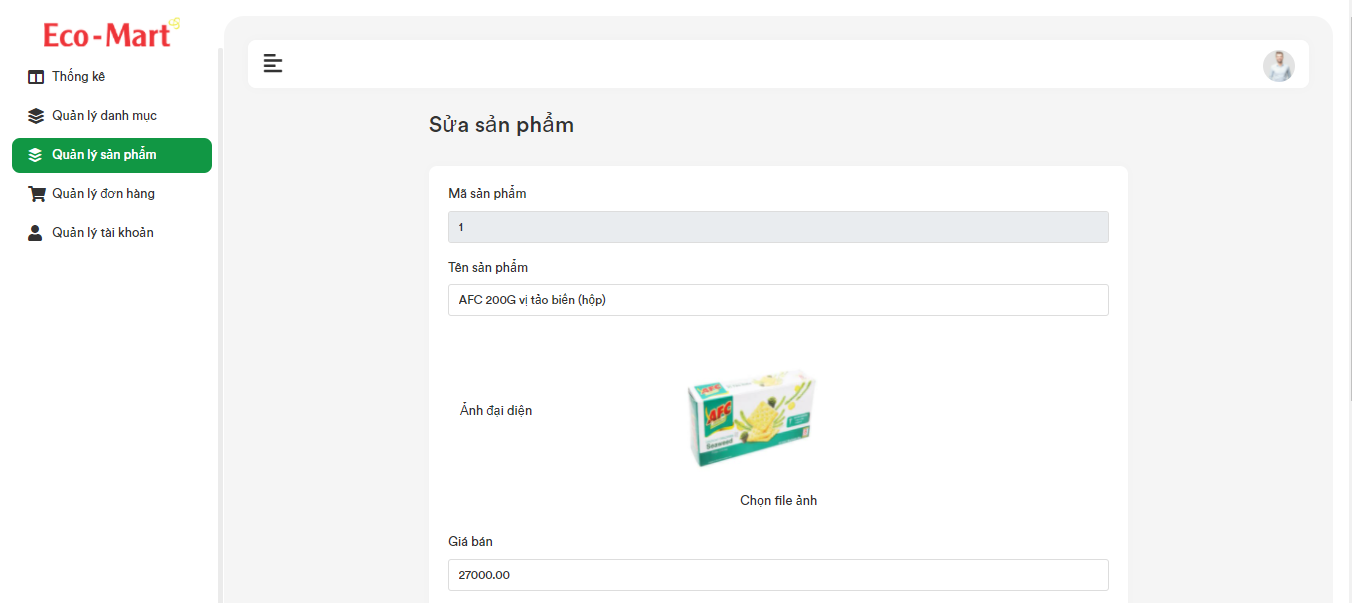 Eco-Mart
Thống kê
Quản lý danh mục
Quản lý sản phẩm
Quản lý đơn hàng
Quản lý tài khoản
Sửa sản phẩm
Mã sản phẩm
1
Tên sản phẩm
AFC 200G vị tảo biển (hộp)
Ảnh đại diện
AFC
AFC
Seaweed
Chọn file ảnh
Giá bán
27000.00